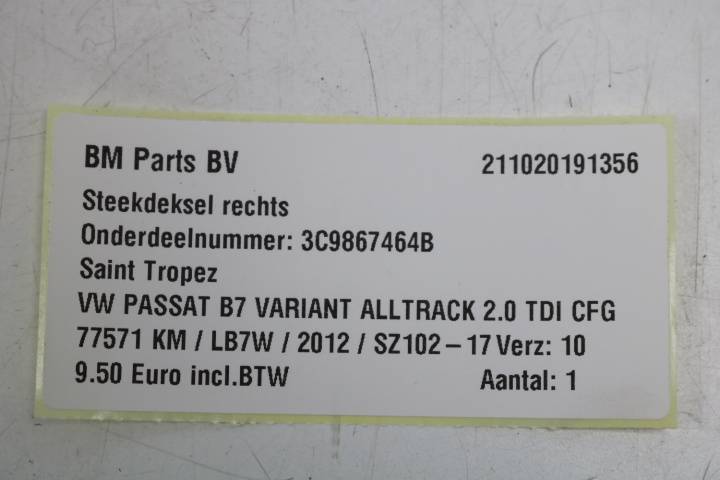 BM Parts BV 211020191356
Steekdeksel rechts
Onderdeelnummer: 3C9867464B
Saint Tropez
VW PASSAT B7 VARIANT ALLTRACK 2.0 TDI CFG
77571 KM / LB7W / 2012 / SZ102-17 Verz: 10
9.50 Euro incl.BTW Aantal: 1